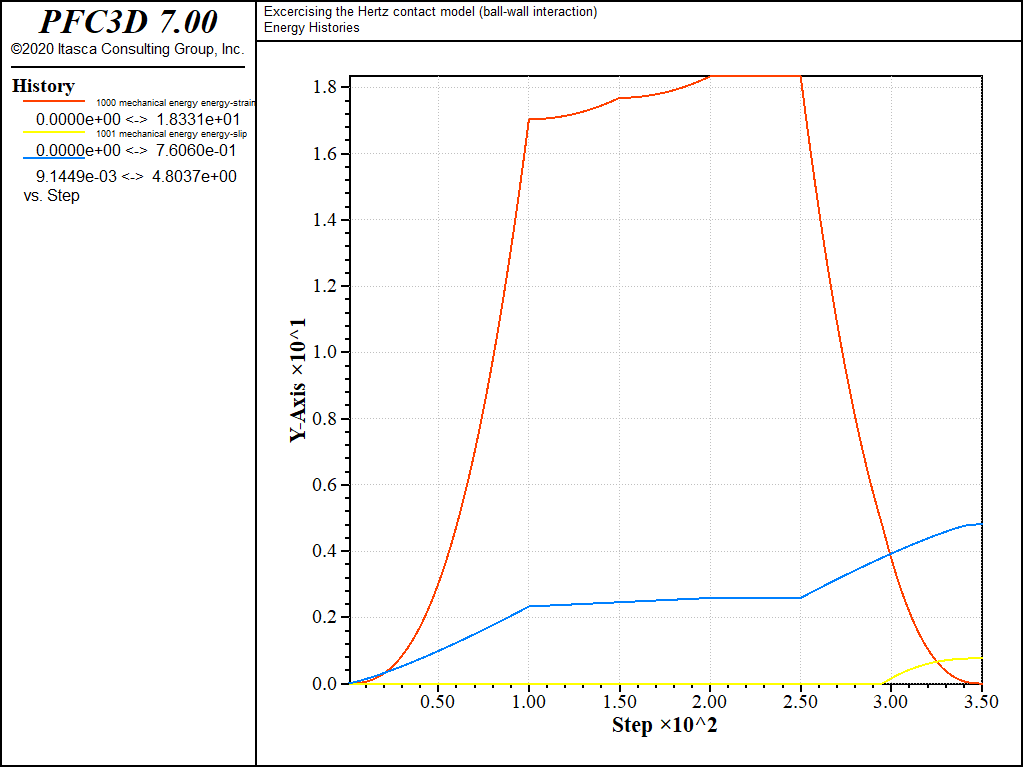 PFC3D 7.00
©2020 Itasca Consulting Group, Inc.
History
1000 mechanical energy energy-strain
0.0000e+00 <-> 1.8331e+01
1001 mechanical energy energy-slip
0.0000e+00 <-> 7.6060e-01
9.1449e-03 <-> 4.8037e+00
vs. Step
Excercising the Hertz contact model (ball-wall interaction)
Energy Histories
Y-Axis ×10^1
1.8
1.6
1.4
1.2
1.0
0.8
0.6
0.4
0.2
0.0
0.50 1.00 1.50 2.00 2.50 3.00 3.50
Step ×10^2